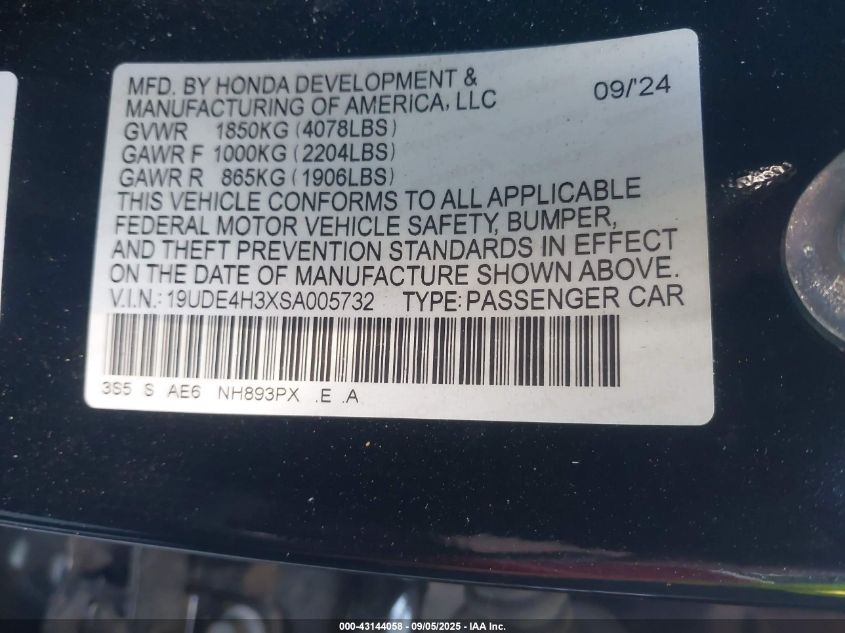 MFD. BY HONDA DEVELOPMENT & 09/'24
MANUFACTURING OF AMERICA, LLC
GVWR 1850KG (4078LBS)
GAWR F 1000KG (2204LBS)
GAWR R 865KG (1906LBS)
THIS VEHICLE CONFORMS TO ALL APPLICABLE
FEDERAL MOTOR VEHICLE SAFETY, BUMPER,
AND THEFT PREVENTION STANDARDS IN EFFECT
ON THE DATE OF MANUFACTURE SHOWN ABOVE.
V.I.N.: 19UDE4H3XSA005732 TYPE: PASSENGER CAR
3S5 S AE6 NH893PX .E .A
000-43144058 - 09/05/2025 - IAA Inc.